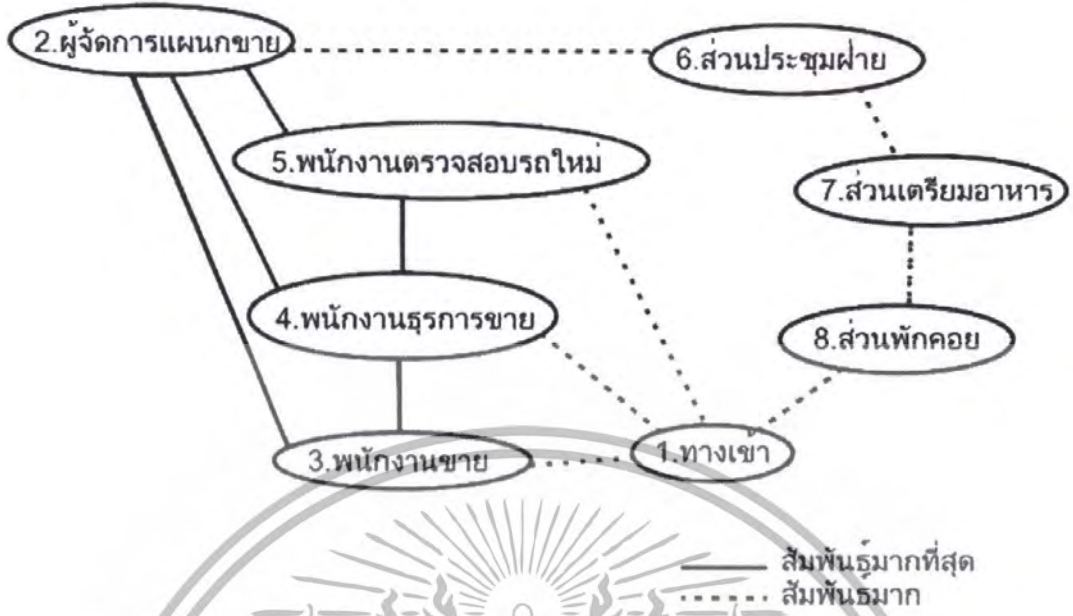 2.ผู้จัดการแผนกขาย
6.ส่วนประชุมฝ่าย
5.พนักงานตรวจสอบรถใหม่
7.ส่วนเตรียมอาหาร
4.พนักงานธุรการขาย
8.ส่วนพักคอย
3.พนักงานขาย
1.ทางเข้า
สัมพันธ์มากที่สุด
สัมพันธ์มาก